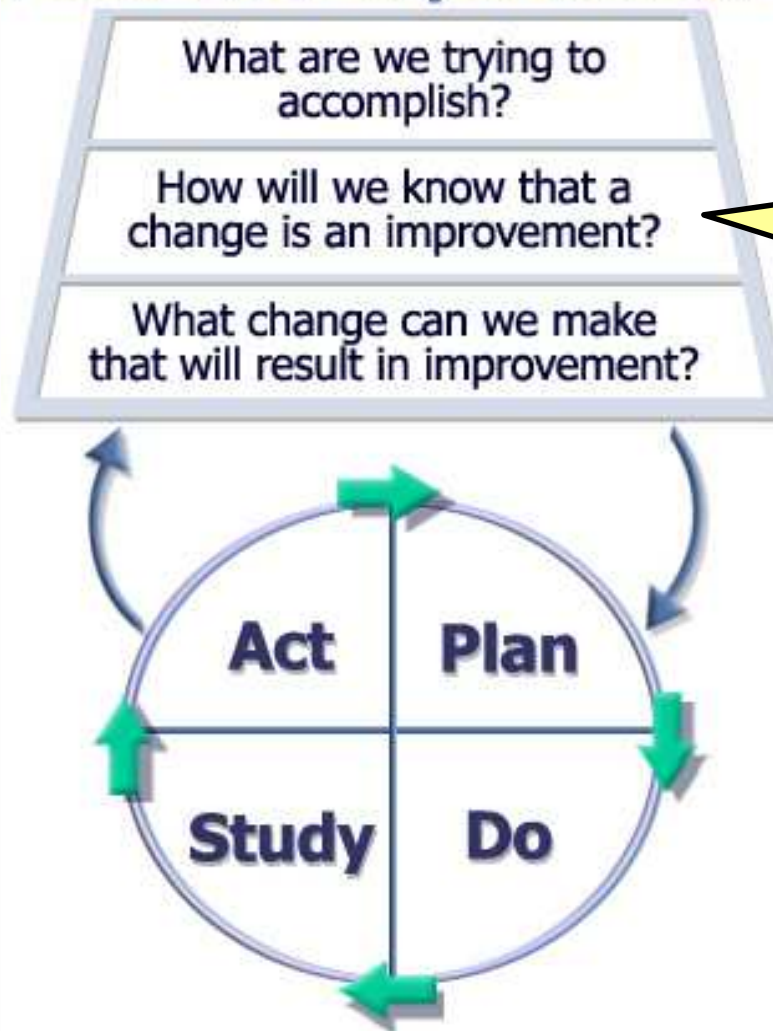 What are we trying to
accomplish?
How will we know that a
change is an improvement?
What change can we make
that will result in improvement?
Act
Plan
Study
Do